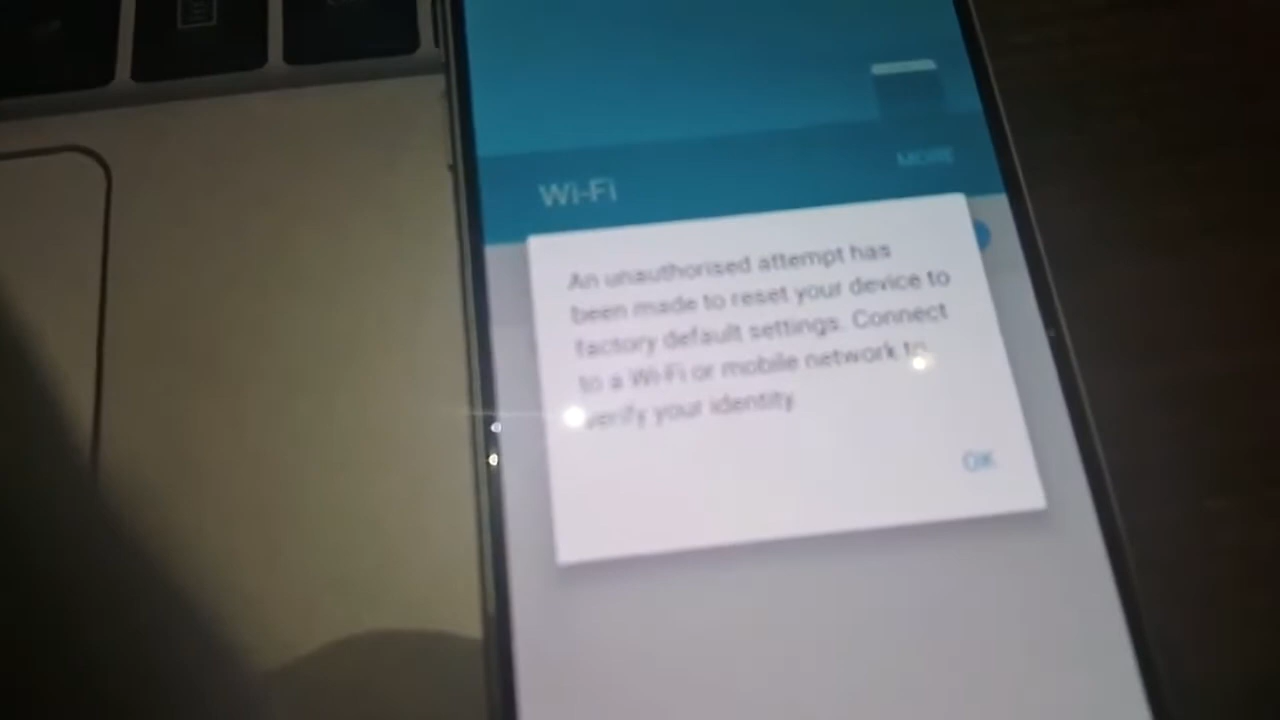 MORE
Wi-Fi
An unauthorised attempt has
been made to reset your device to
factory default settings. Connect
to a Wi-Fi or mobile network to
verify your identity
OK